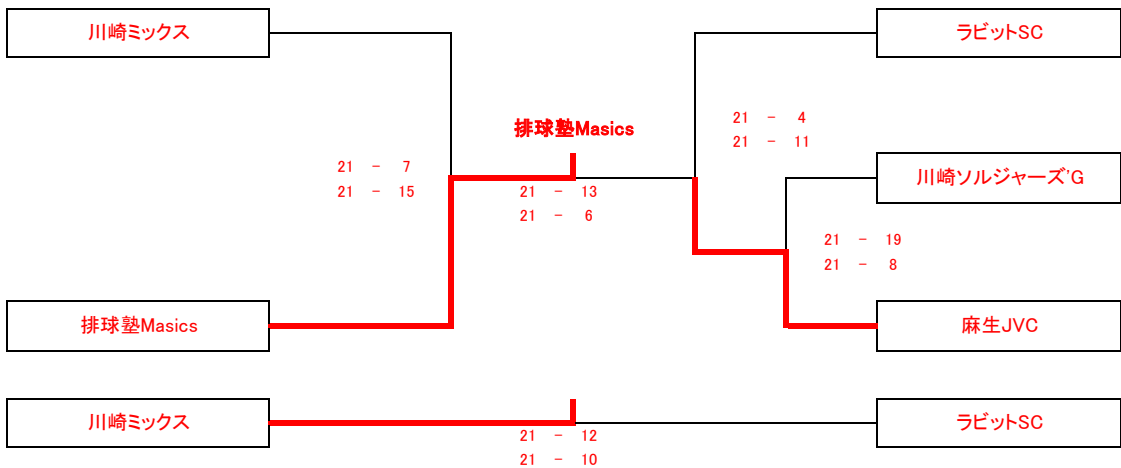 川崎ミックス
ラビットSC
排球塾Masics
21 - 4
21 - 11
21 - 7
21 - 15
川崎ソルジャーズ'G
21 - 13
21 - 6
21 - 19
21 - 8
排球塾Masics
麻生JVC
川崎ミックス
ラビットSC
21 - 12
21 - 10